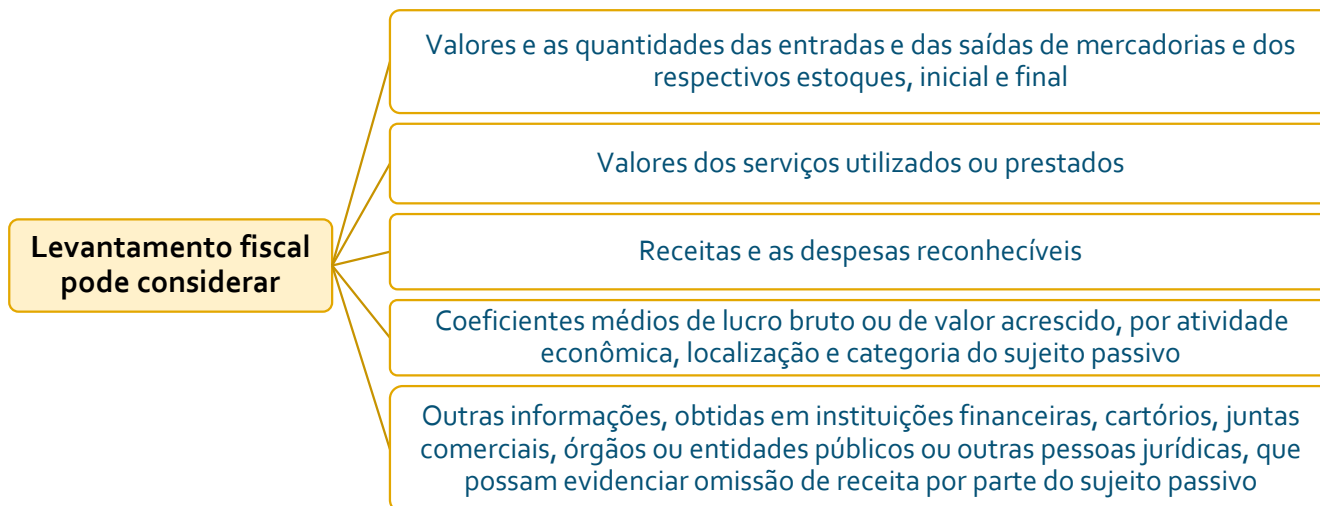 Valores e as quantidades das entradas e das saídas de mercadorias e dos
respectivos estoques, inicial e final
Valores dos serviços utilizados ou prestados
Levantamento fiscal
pode considerar
Receitas e as despesas reconhecíveis
Coeficientes médios de lucro bruto ou de valor acrescido, por atividade
econômica, localização e categoria do sujeito passivo
Outras informações, obtidas em instituições financeiras, cartórios, juntas
comerciais, órgãos ou entidades públicos ou outras pessoas jurídicas, que
possam evidenciar omissão de receita por parte do sujeito passivo